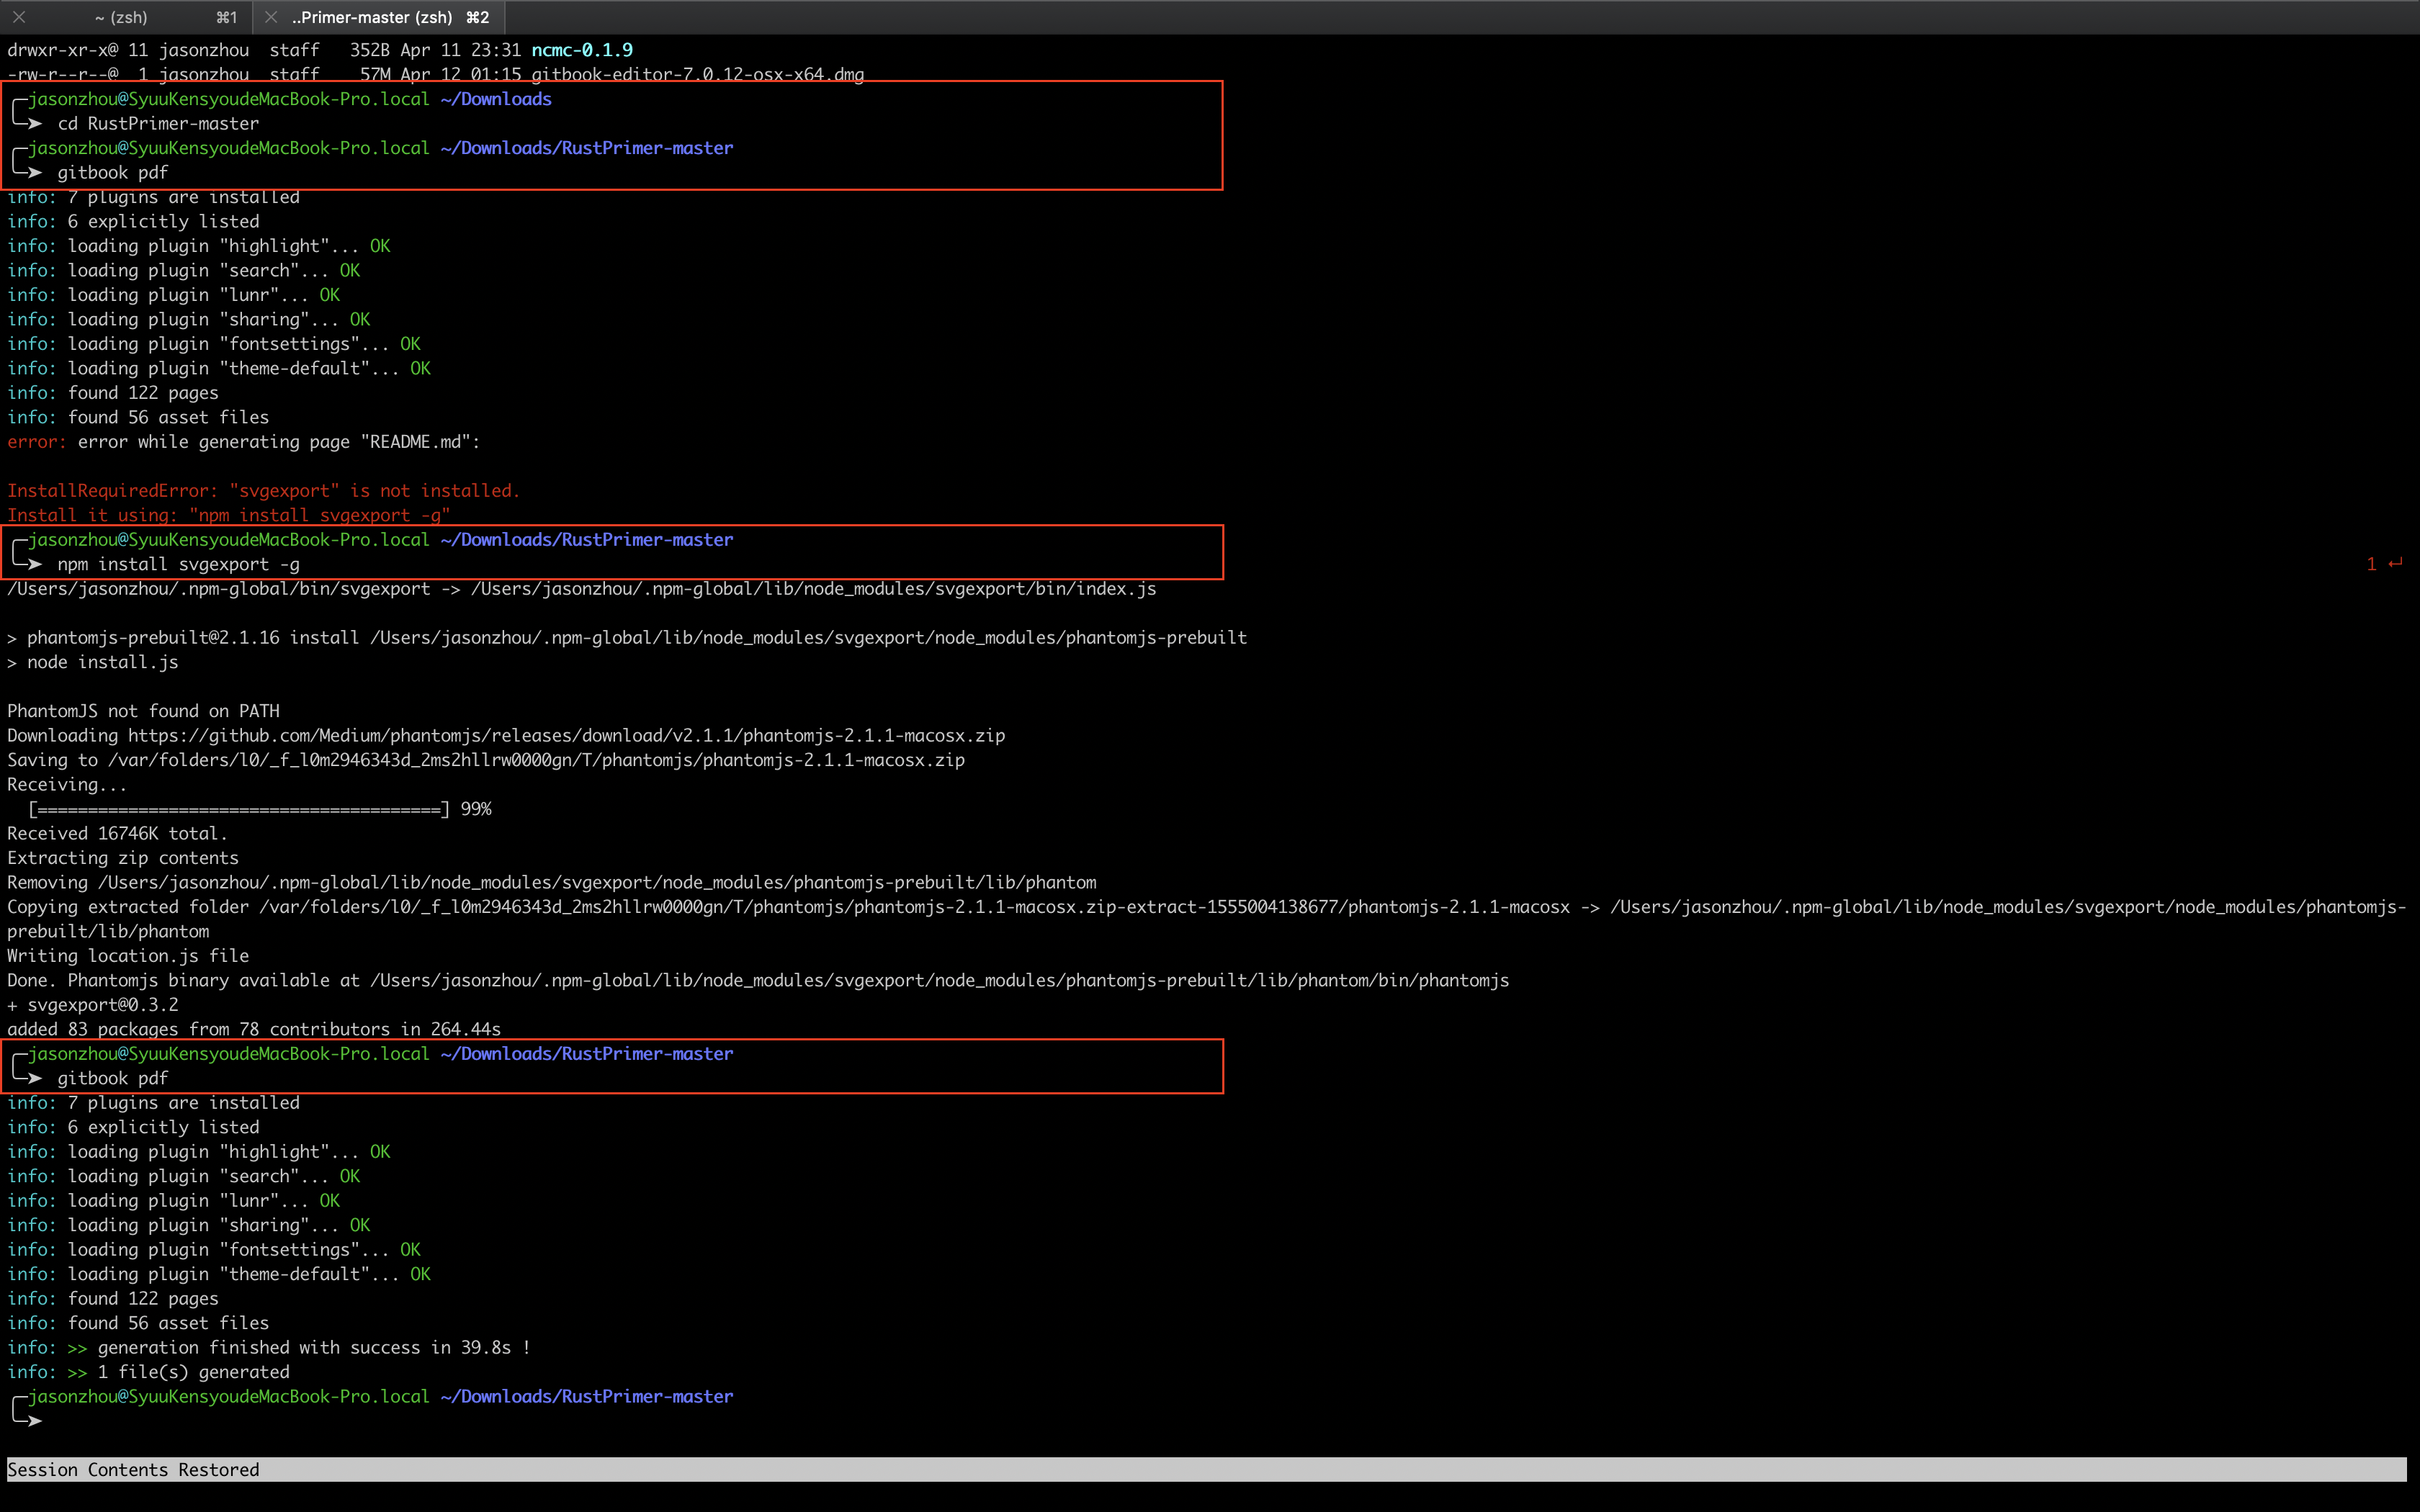 ~ (zsh) ⌘1 ..Primer-master (zsh) ⌘2
drwxr-xr-x@ 11 jasonzhou staff 352B Apr 11 23:31 ncmc-0.1.9
-rw-r--r--@ 1 jasonzhou staff 57M Apr 12 01:15 gitbook-editor-7.0.12-osx-x64.dmg
╭─jasonzhou@SyuuKensyoudeMacBook-Pro.local ~/Downloads
╰─➤ cd RustPrimer-master
╭─jasonzhou@SyuuKensyoudeMacBook-Pro.local ~/Downloads/RustPrimer-master
╰─➤ gitbook pdf
info: 7 plugins are installed
info: 6 explicitly listed
info: loading plugin "highlight"... OK
info: loading plugin "search"... OK
info: loading plugin "lunr"... OK
info: loading plugin "sharing"... OK
info: loading plugin "fontsettings"... OK
info: loading plugin "theme-default"... OK
info: found 122 pages
info: found 56 asset files
error: error while generating page "README.md":
InstallRequiredError: "svgexport" is not installed.
Install it using: "npm install svgexport -g"
╭─jasonzhou@SyuuKensyoudeMacBook-Pro.local ~/Downloads/RustPrimer-master
╰─➤ npm install svgexport -g 1 ↵
/Users/jasonzhou/.npm-global/bin/svgexport -> /Users/jasonzhou/.npm-global/lib/node_modules/svgexport/bin/index.js
> phantomjs-prebuilt@2.1.16 install /Users/jasonzhou/.npm-global/lib/node_modules/svgexport/node_modules/phantomjs-prebuilt
> node install.js
PhantomJS not found on PATH
Downloading https://github.com/Medium/phantomjs/releases/download/v2.1.1/phantomjs-2.1.1-macosx.zip
Saving to /var/folders/l0/_f_l0m2946343d_2ms2hllrw0000gn/T/phantomjs/phantomjs-2.1.1-macosx.zip
Receiving...
[========================================] 99%
Received 16746K total.
Extracting zip contents
Removing /Users/jasonzhou/.npm-global/lib/node_modules/svgexport/node_modules/phantomjs-prebuilt/lib/phantom
Copying extracted folder /var/folders/l0/_f_l0m2946343d_2ms2hllrw0000gn/T/phantomjs/phantomjs-2.1.1-macosx.zip-extract-1555004138677/phantomjs-2.1.1-macosx -> /Users/jasonzhou/.npm-global/lib/node_modules/svgexport/node_modules/phantomjs-
prebuilt/lib/phantom
Writing location.js file
Done. Phantomjs binary available at /Users/jasonzhou/.npm-global/lib/node_modules/svgexport/node_modules/phantomjs-prebuilt/lib/phantom/bin/phantomjs
+ svgexport@0.3.2
added 83 packages from 78 contributors in 264.44s
╭─jasonzhou@SyuuKensyoudeMacBook-Pro.local ~/Downloads/RustPrimer-master
╰─➤ gitbook pdf
info: 7 plugins are installed
info: 6 explicitly listed
info: loading plugin "highlight"... OK
info: loading plugin "search"... OK
info: loading plugin "lunr"... OK
info: loading plugin "sharing"... OK
info: loading plugin "fontsettings"... OK
info: loading plugin "theme-default"... OK
info: found 122 pages
info: found 56 asset files
info: >> generation finished with success in 39.8s !
info: >> 1 file(s) generated
╭─jasonzhou@SyuuKensyoudeMacBook-Pro.local ~/Downloads/RustPrimer-master
╰─➤
Session Contents Restored